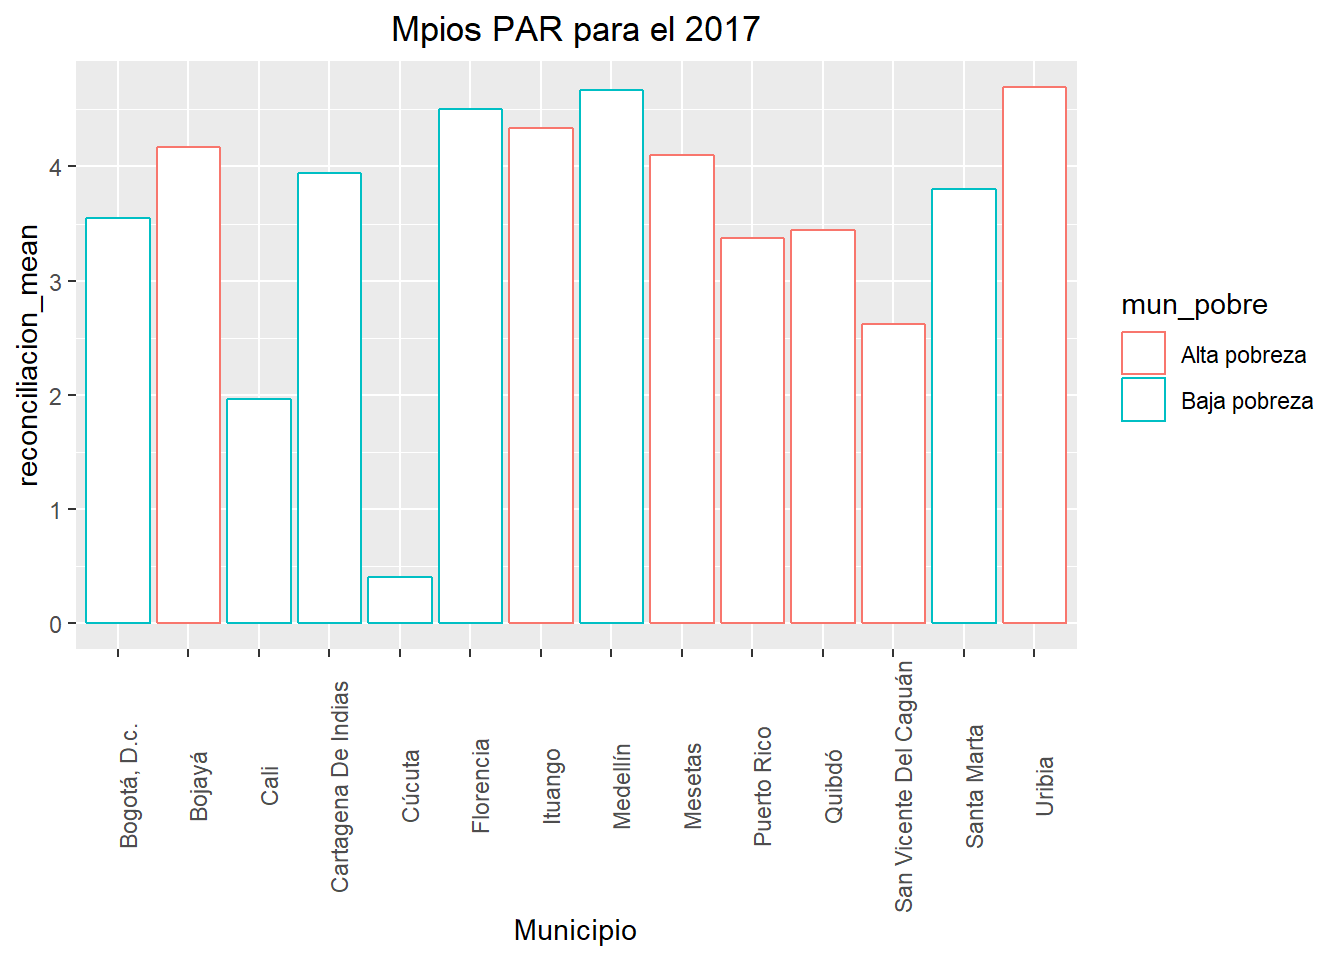 Mpios PAR para el 2017
reconciliacion_mean
4
3
2
1
0
Bogotá, D.c.
Bojayá
Cali
Cartagena De Indias
Cúcuta
Florencia
Ituango
Medellín
Mesetas
Puerto Rico
Quibdó
San Vicente Del Caguán
Santa Marta
Uribia
Municipio
mun_pobre
Alta pobreza
Baja pobreza